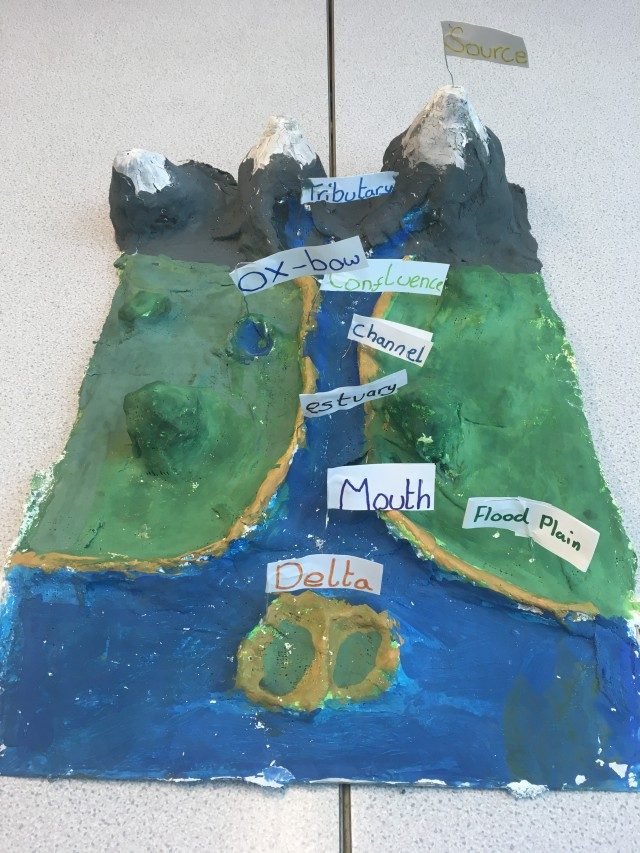 Source
Tributary
Ox-bow
Confluence
channel
estuary
Mouth
Flood Plain
Delta